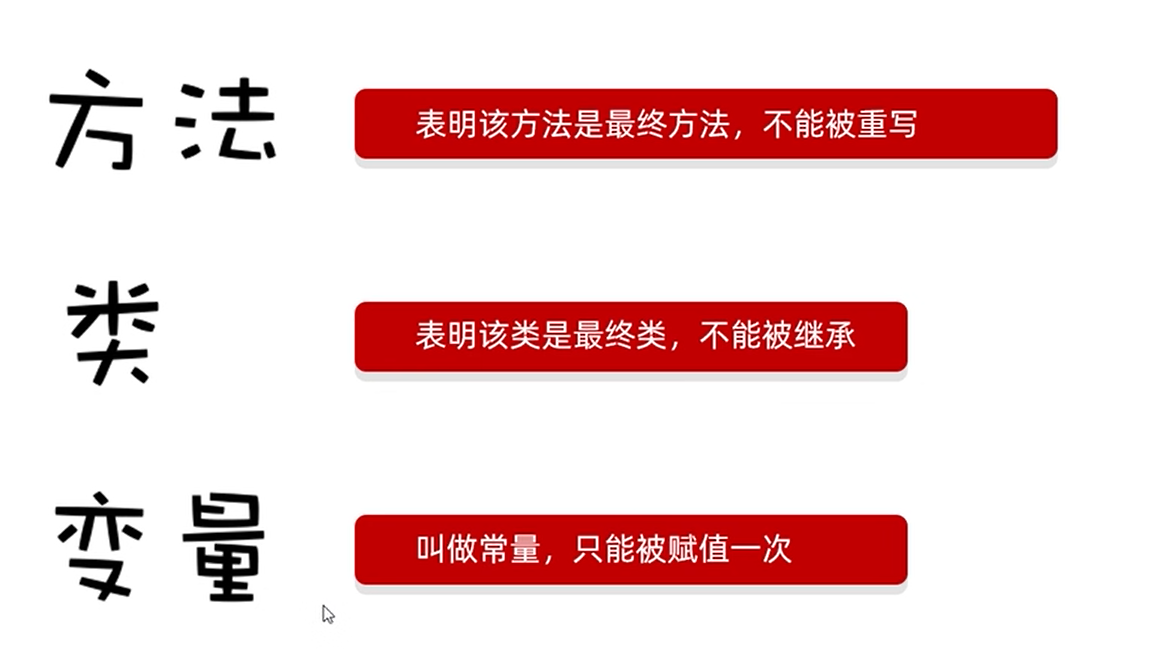 方法
表明该方法是最终方法，不能被重写
类
表明该类是最终类，不能被继承
变量
叫做常量，只能被赋值一次